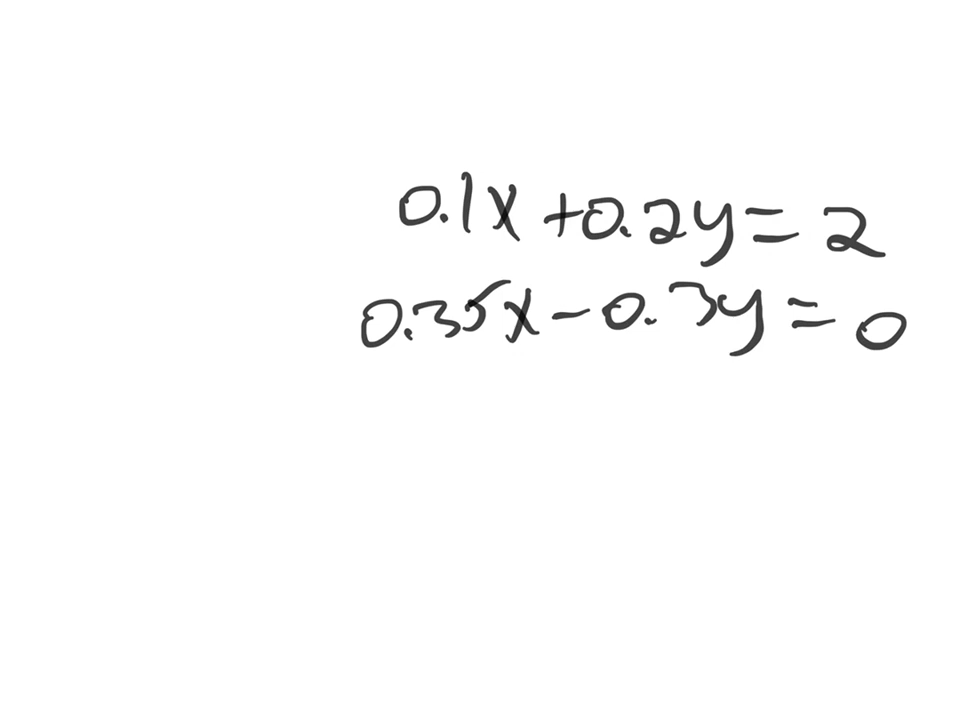 0.1x + 0.2y = 2
0.35x - 0.3y = 0